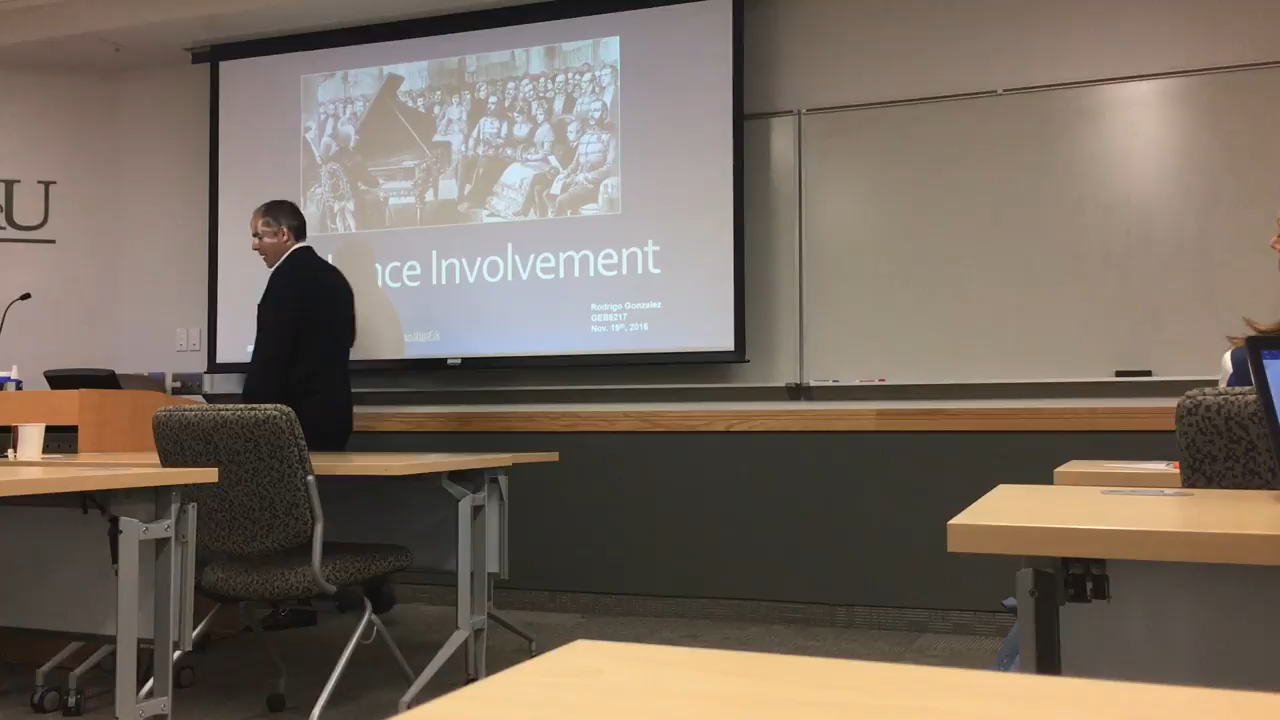 U
ence Involvement
Rodrigo Gonzalez
GEB6217
Nov. 15th, 2016